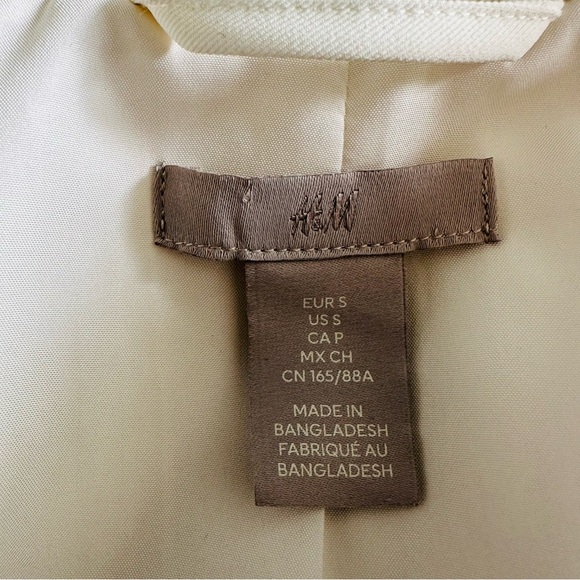 H&M
EUR S
US S
CA P
MX CH
CN 165/88A
MADE IN
BANGLADESH
FABRIQUÉ AU
BANGLADESH